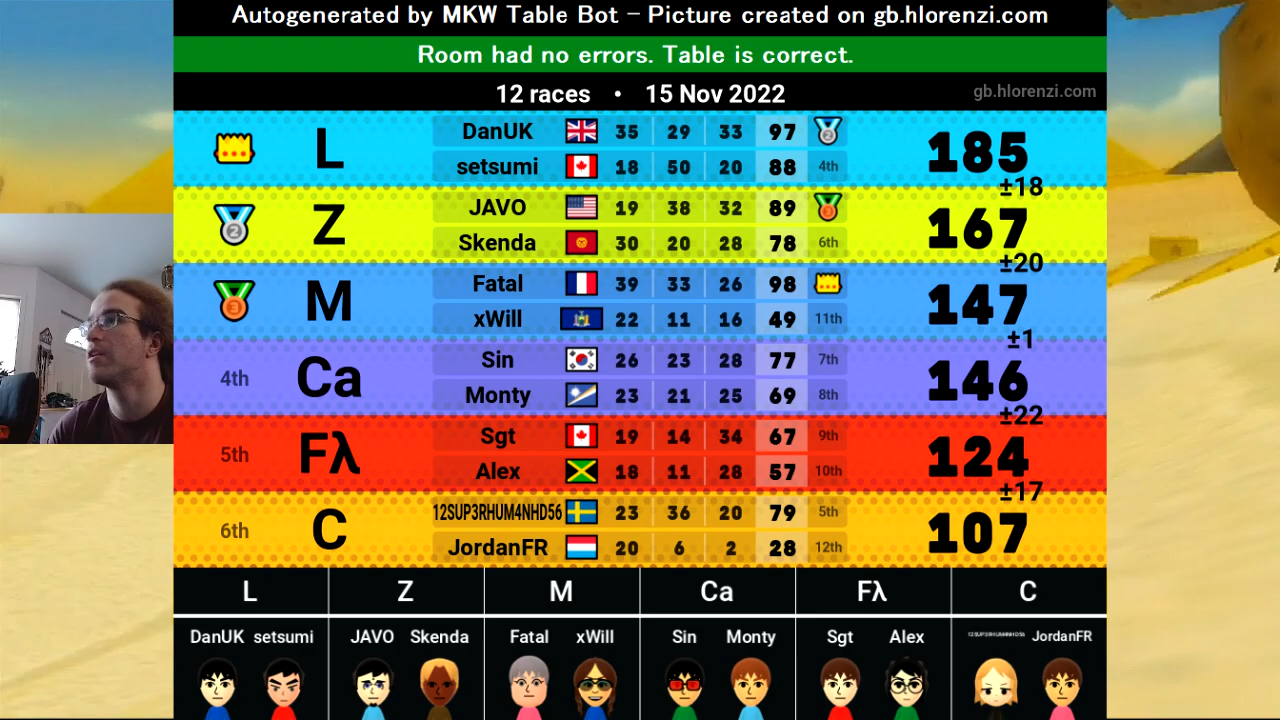 Autogenerated by MKW Table Bot - Picture created on gb.hlorenzi.com
Room had no errors. Table is correct.
12 races • 15 Nov 2022 gb.hlorenzi.com
L DanUK 35 29 33 97 2 185
setsumi 18 50 20 88 4th
±18
2 Z JAVO 19 38 32 89 3 167
Skenda 30 20 28 78 6th
±20
3 M Fatal 39 33 26 98 147
xWill 22 11 16 49 11th
±1
4th Ca Sin 26 23 28 77 7th 146
Monty 23 21 25 69 8th
±22
5th Fλ Sgt 19 14 34 67 9th 124
Alex 18 11 28 57 10th
±17
6th C 12SUP3RHUM4NHD56 23 36 20 79 5th 107
JordanFR 20 6 2 28 12th
L Z M Ca Fλ C
DanUK setsumi JAVO Skenda Fatal xWill Sin Monty Sgt Alex 12SUP3RHUM4NHD56 JordanFR